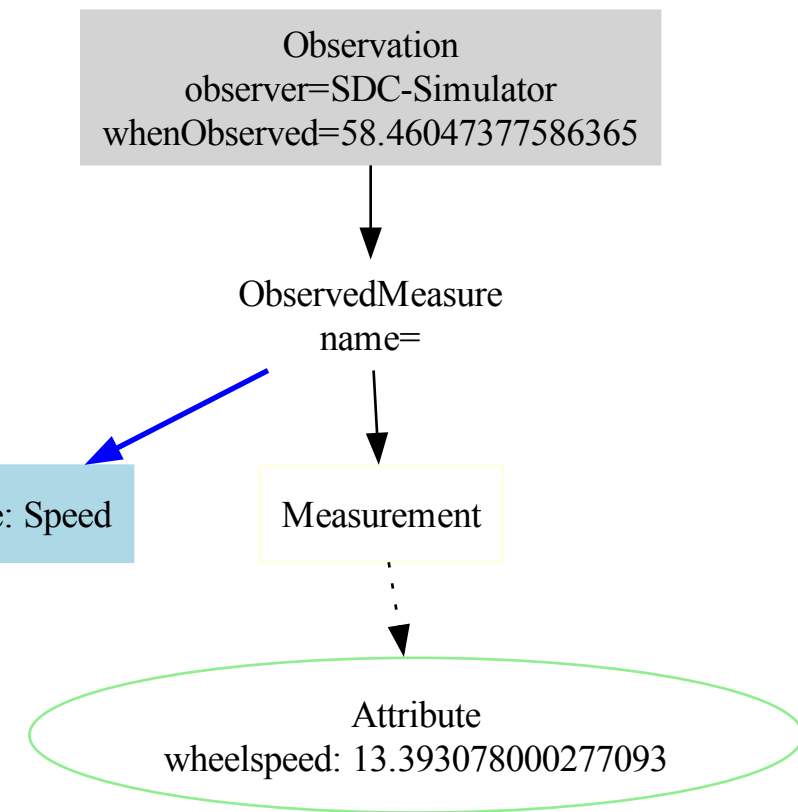 Observation
observer=SDC-Simulator
whenObserved=58.46047377586365
ObservedMeasure
name=
: Speed
Measurement
Attribute
wheelspeed: 13.393078000277093